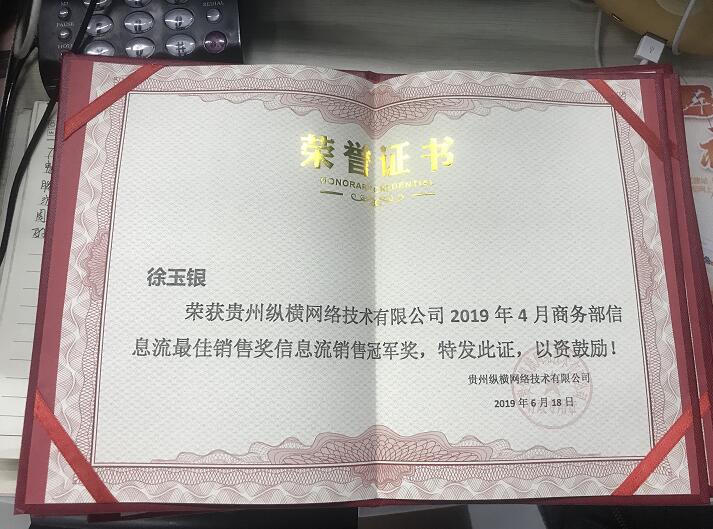 REDIAL
PAUSE
荣誉证书
徐玉银
荣获贵州纵横网络技术有限公司 2019 年 4 月商务部信
息流最佳销售奖信息流销售冠军奖，特发此证，以资鼓励！
贵州纵横网络技术有限公司
2019 年 6 月 18 日